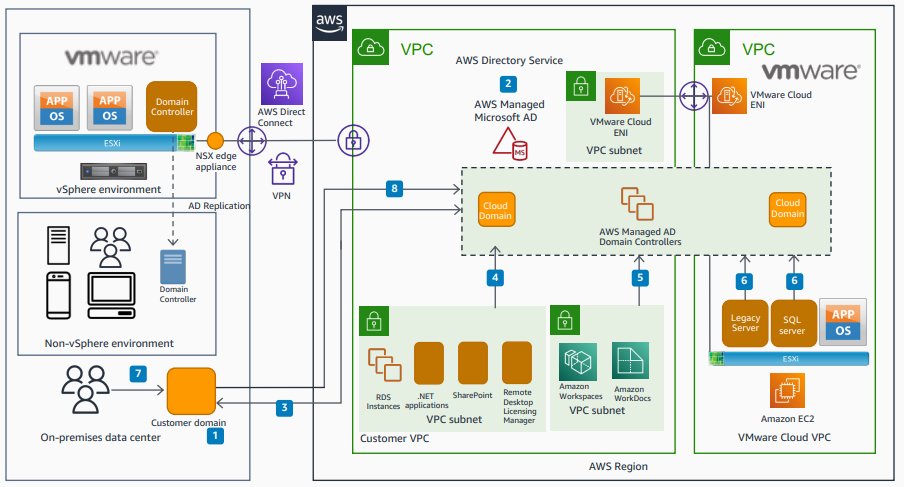 aws
vmware®
VPC
VPC
vmware®
AWS Directory Service
2
AWS Managed
Microsoft AD
MS
VMware Cloud
ENI
VPC subnet
VMware Cloud
ENI
APP
OS
APP
OS
Domain
Controller
ESXi
vSphere environment
NSX edge
appliance
AWS Direct
Connect
VPN
AD Replication
8
Cloud
Domain
AWS Managed AD
Domain Controllers
Cloud
Domain
Domain
Controller
Non-vSphere environment
4
5
6
6
Legacy
Server
SQL
server
APP
OS
ESXi
Amazon EC2
VMware Cloud VPC
7
3
Customer domain
1
On-premises data center
RDS
Instances
.NET
applications
SharePoint
Remote
Desktop
Licensing
Manager
VPC subnet
Customer VPC
Amazon
Workspaces
Amazon
WorkDocs
VPC subnet
AWS Region